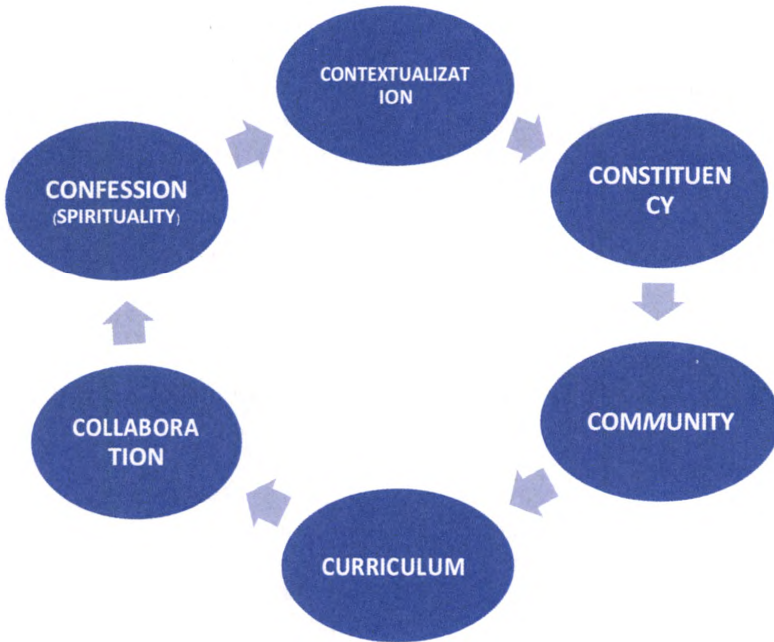 CONTEXTUALIZAT
ION
CONSTITUEN
CY
COMMUNITY
CURRICULUM
COLLABORA
TION
CONFESSION
(SPIRITUALITY)